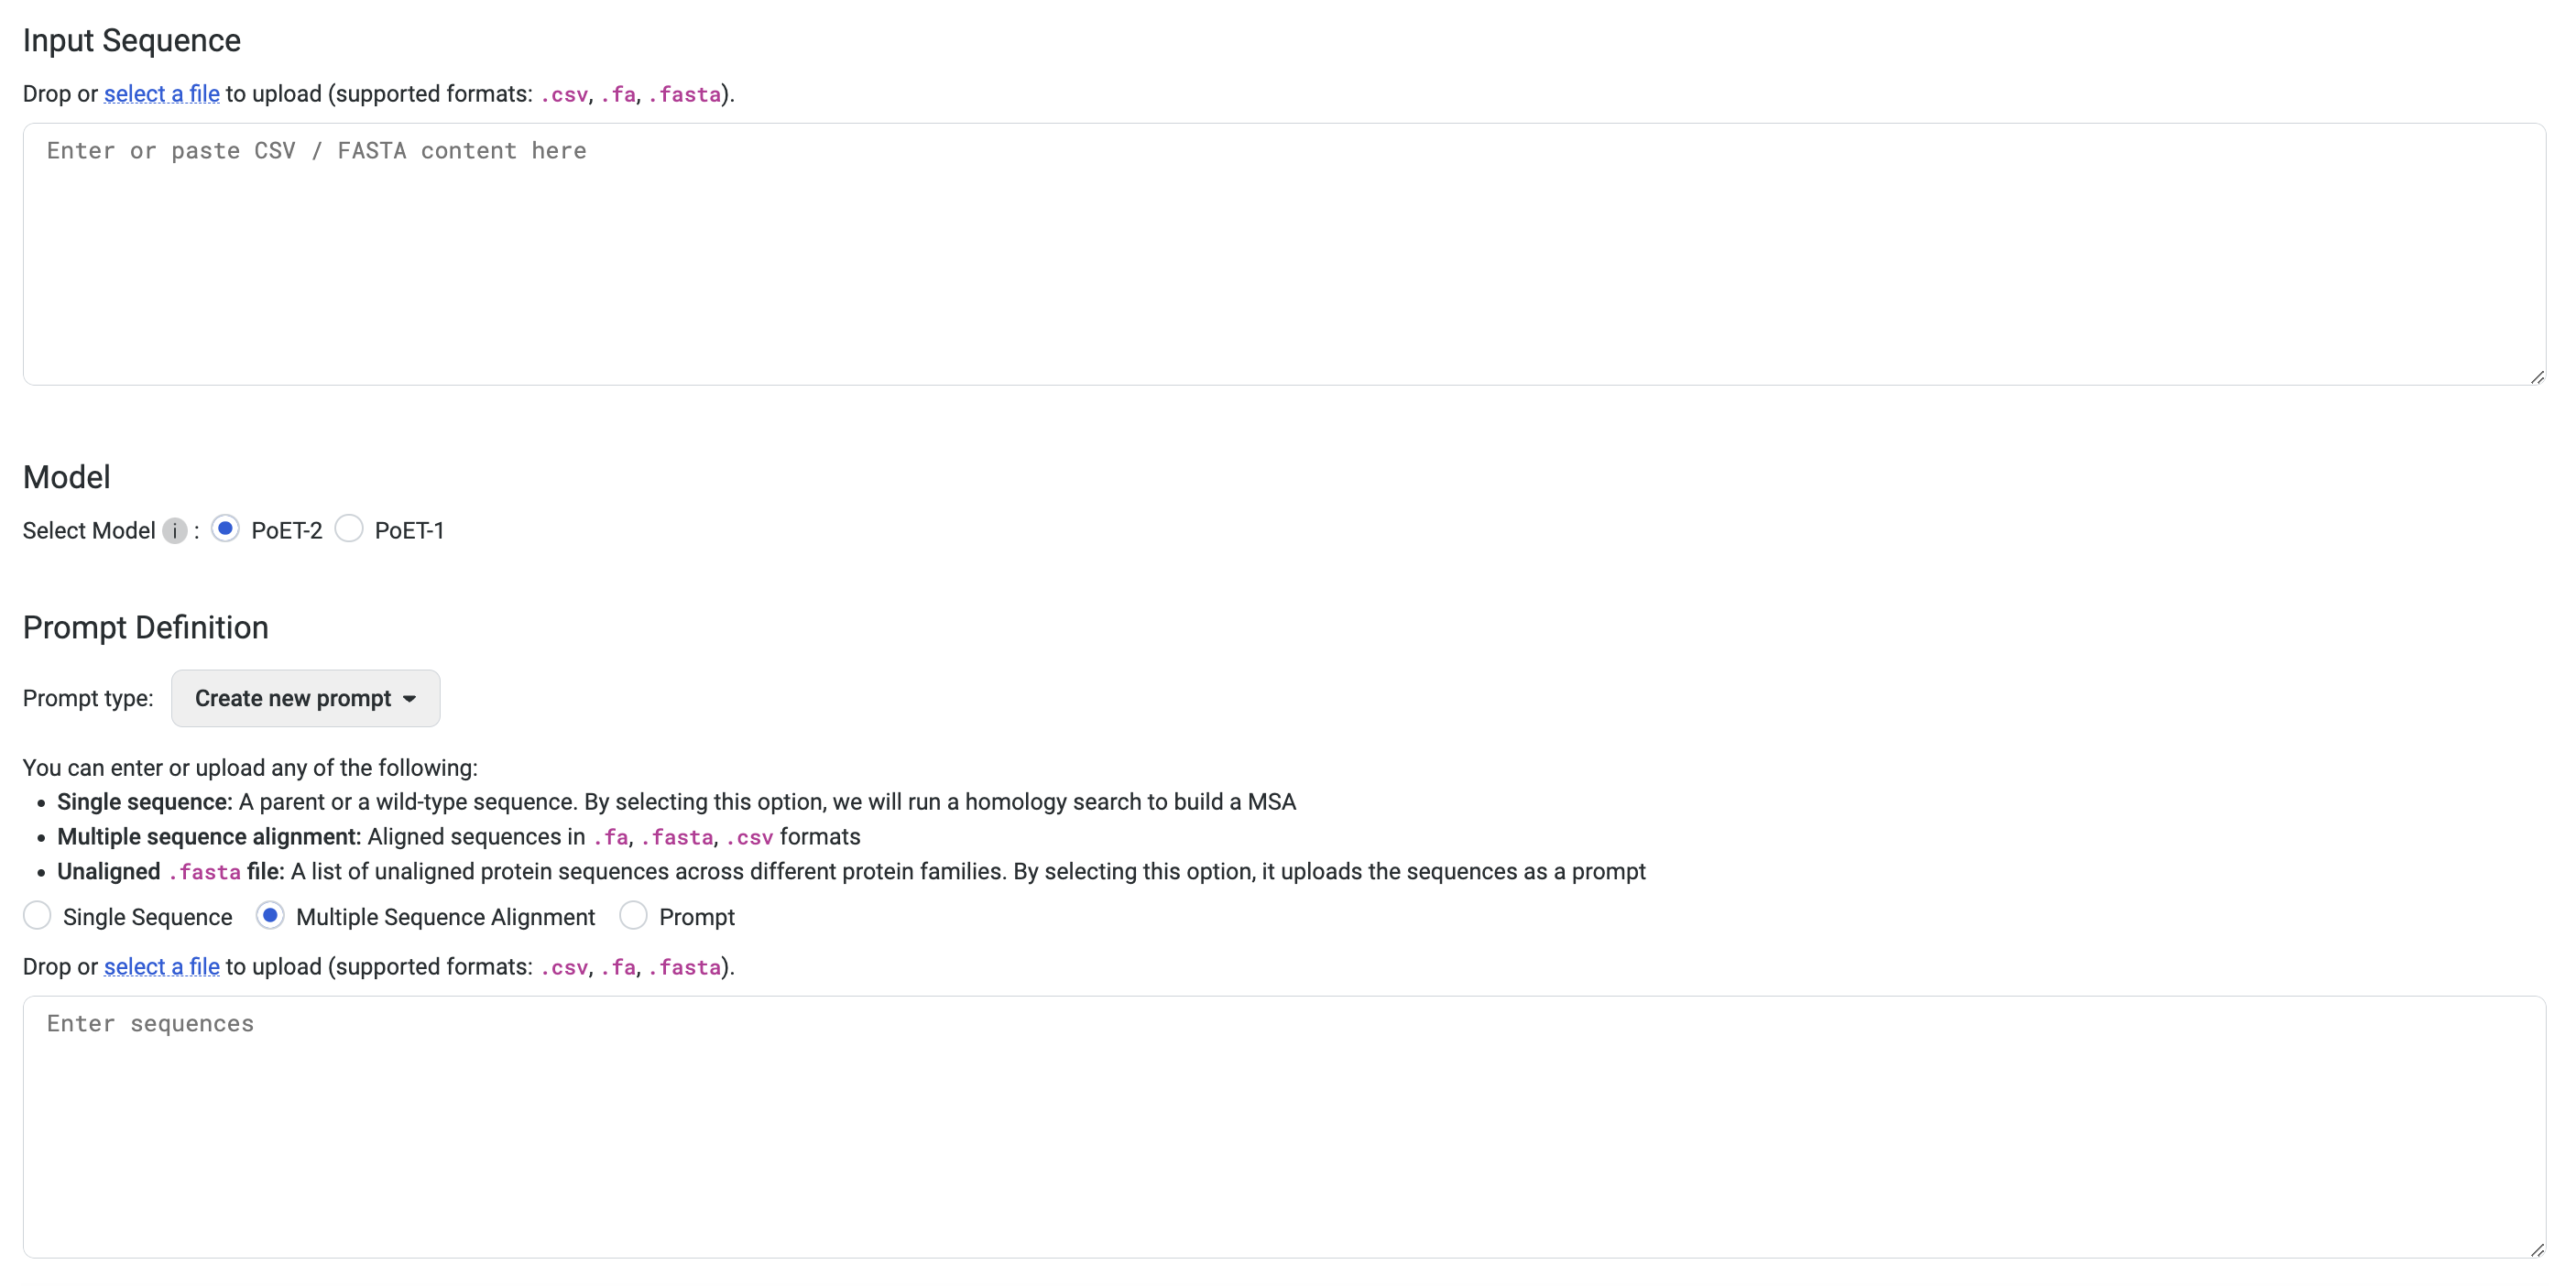 Input Sequence
Drop or select a file to upload (supported formats: .csv, .fa, .fasta).
Enter or paste CSV / FASTA content here
Model
Select Model i : PoET-2 PoET-1
Prompt Definition
Prompt type: Create new prompt
You can enter or upload any of the following:
• Single sequence: A parent or a wild-type sequence. By selecting this option, we will run a homology search to build a MSA
• Multiple sequence alignment: Aligned sequences in .fa, .fasta, .csv formats
• Unaligned .fasta file: A list of unaligned protein sequences across different protein families. By selecting this option, it uploads the sequences as a prompt
Single Sequence Multiple Sequence Alignment Prompt
Drop or select a file to upload (supported formats: .csv, .fa, .fasta).
Enter sequences